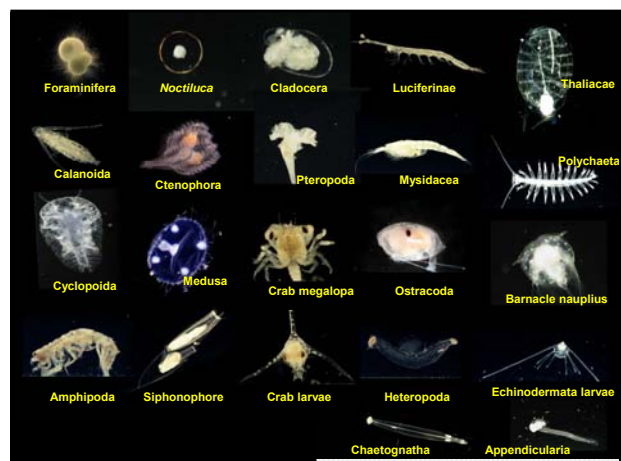 Foraminifera
Noctiluca
Cladocera
Luciferinae
Thaliacae
Calanoida
Ctenophora
Pteropoda
Mysidacea
Polychaeta
Cyclopoida
Medusa
Crab megalopa
Ostracoda
Barnacle nauplius
Amphipoda
Siphonophore
Crab larvae
Heteropoda
Echinodermata larvae
Chaetognatha
Appendicularia